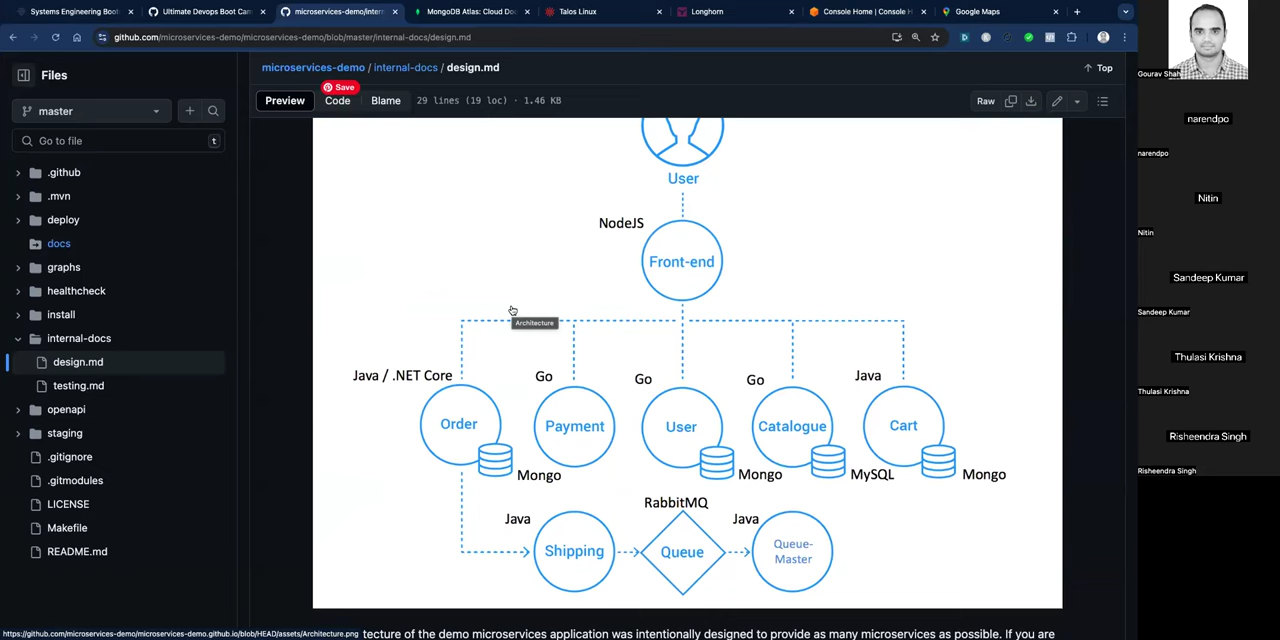 Systems Engineering Boot
Ultimate Devops Boot Cam
microservices-demo/intern
MongoDB Atlas: Cloud Doc
Talos Linux
Longhorn
Console Home | Console H
Google Maps
github.com/microservices-demo/microservices-demo/blob/master/internal-docs/design.md
Files
master
Go to file
t
.github
.mvn
deploy
docs
graphs
healthcheck
install
internal-docs
design.md
testing.md
openapi
staging
.gitignore
.gitmodules
LICENSE
Makefile
README.md
microservices-demo / internal-docs / design.md
Top
Save
Preview
Code
Blame
29 lines (19 loc) · 1.46 KB
Raw
User
NodeJS
Front-end
Architecture
Java / .NET Core
Go
Go
Go
Java
Order
Payment
User
Catalogue
Cart
Mongo
Mongo
MySQL
Mongo
RabbitMQ
Java
Java
Shipping
Queue
Queue-
Master
https://github.com/microservices-demo/microservices-demo.github.io/blob/HEAD/assets/Architecture.png
tecture of the demo microservices application was intentionally designed to provide as many microservices as possible. If you are
Gourav Shah
narendpo
narendpo
Nitin
Nitin
Sandeep Kumar
Sandeep Kumar
Thulasi Krishna
Thulasi Krishna
Risheendra Singh
Risheendra Singh